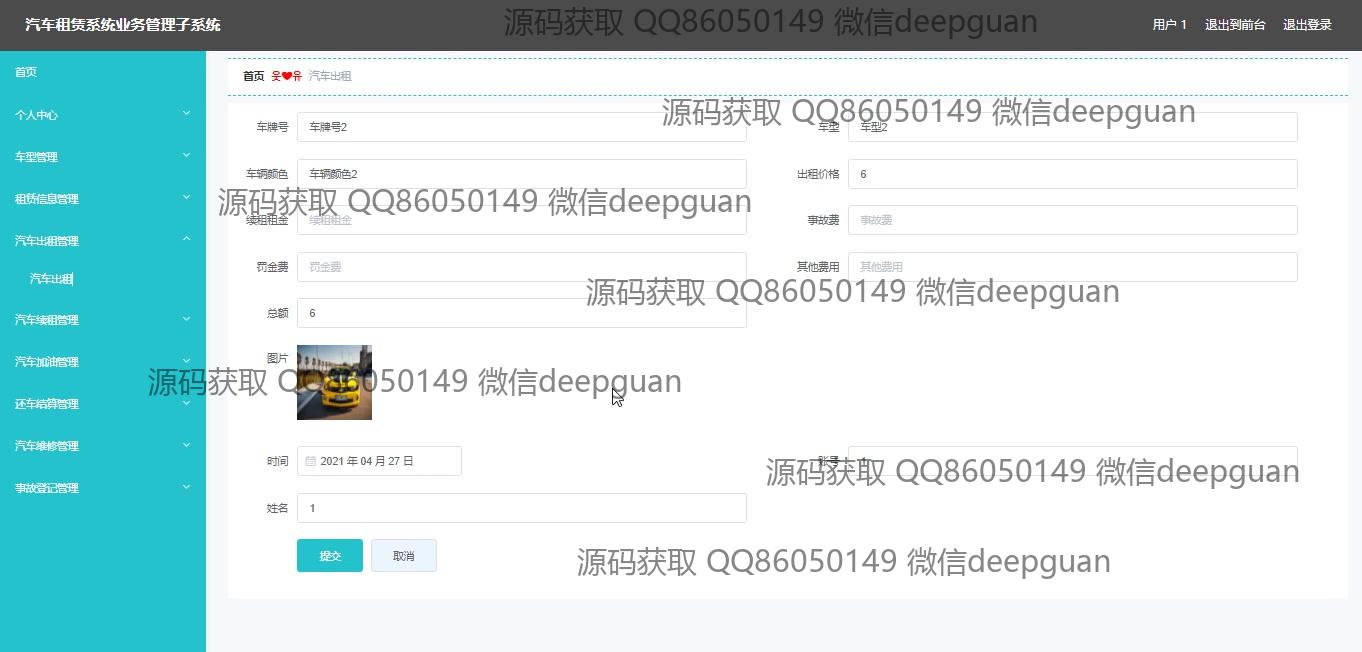 汽车租赁系统业务管理子系统
源码获取 QQ86050149 微信deepguan
用户 1 退出到前台 退出登录
首页
个人中心
车型管理
租赁信息管理
汽车出租管理
汽车出租
汽车续租管理
汽车加油管理
还车结算管理
汽车维修管理
事故登记管理
首页 웃❤유 汽车出租
源码获取 QQ86050149 微信deepguan
车牌号 车牌号2 车型 车型2
车辆颜色 车辆颜色2 出租价格 6
源码获取 QQ86050149 微信deepguan
续租租金 续租租金 事故费 事故费
罚金费 罚金费 其他费用 其他费用
源码获取 QQ86050149 微信deepguan
总额 6
图片
源码获取 QQ86050149 微信deepguan
时间 2021 年 04 月 27 日 账号 1
源码获取 QQ86050149 微信deepguan
姓名 1
提交 取消
源码获取 QQ86050149 微信deepguan